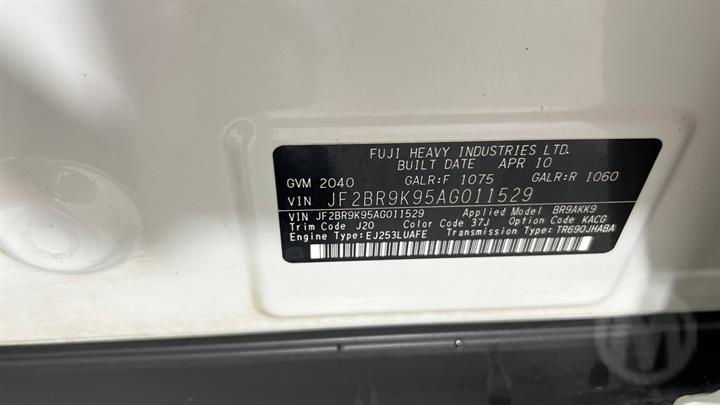 FUJI HEAVY INDUSTRIES LTD.
BUILT DATE APR 10
GVM 2040 GALR:F 1075 GALR:R 1060
VIN JF2BR9K95AG011529
VIN JF2BR9K95AG011529 Applied Model BR9AKK9
Trim Code J20 Color Code 37J Option Code KACG
Engine Type:EJ253LUAFE Transmission Type:TR690JHABA
M